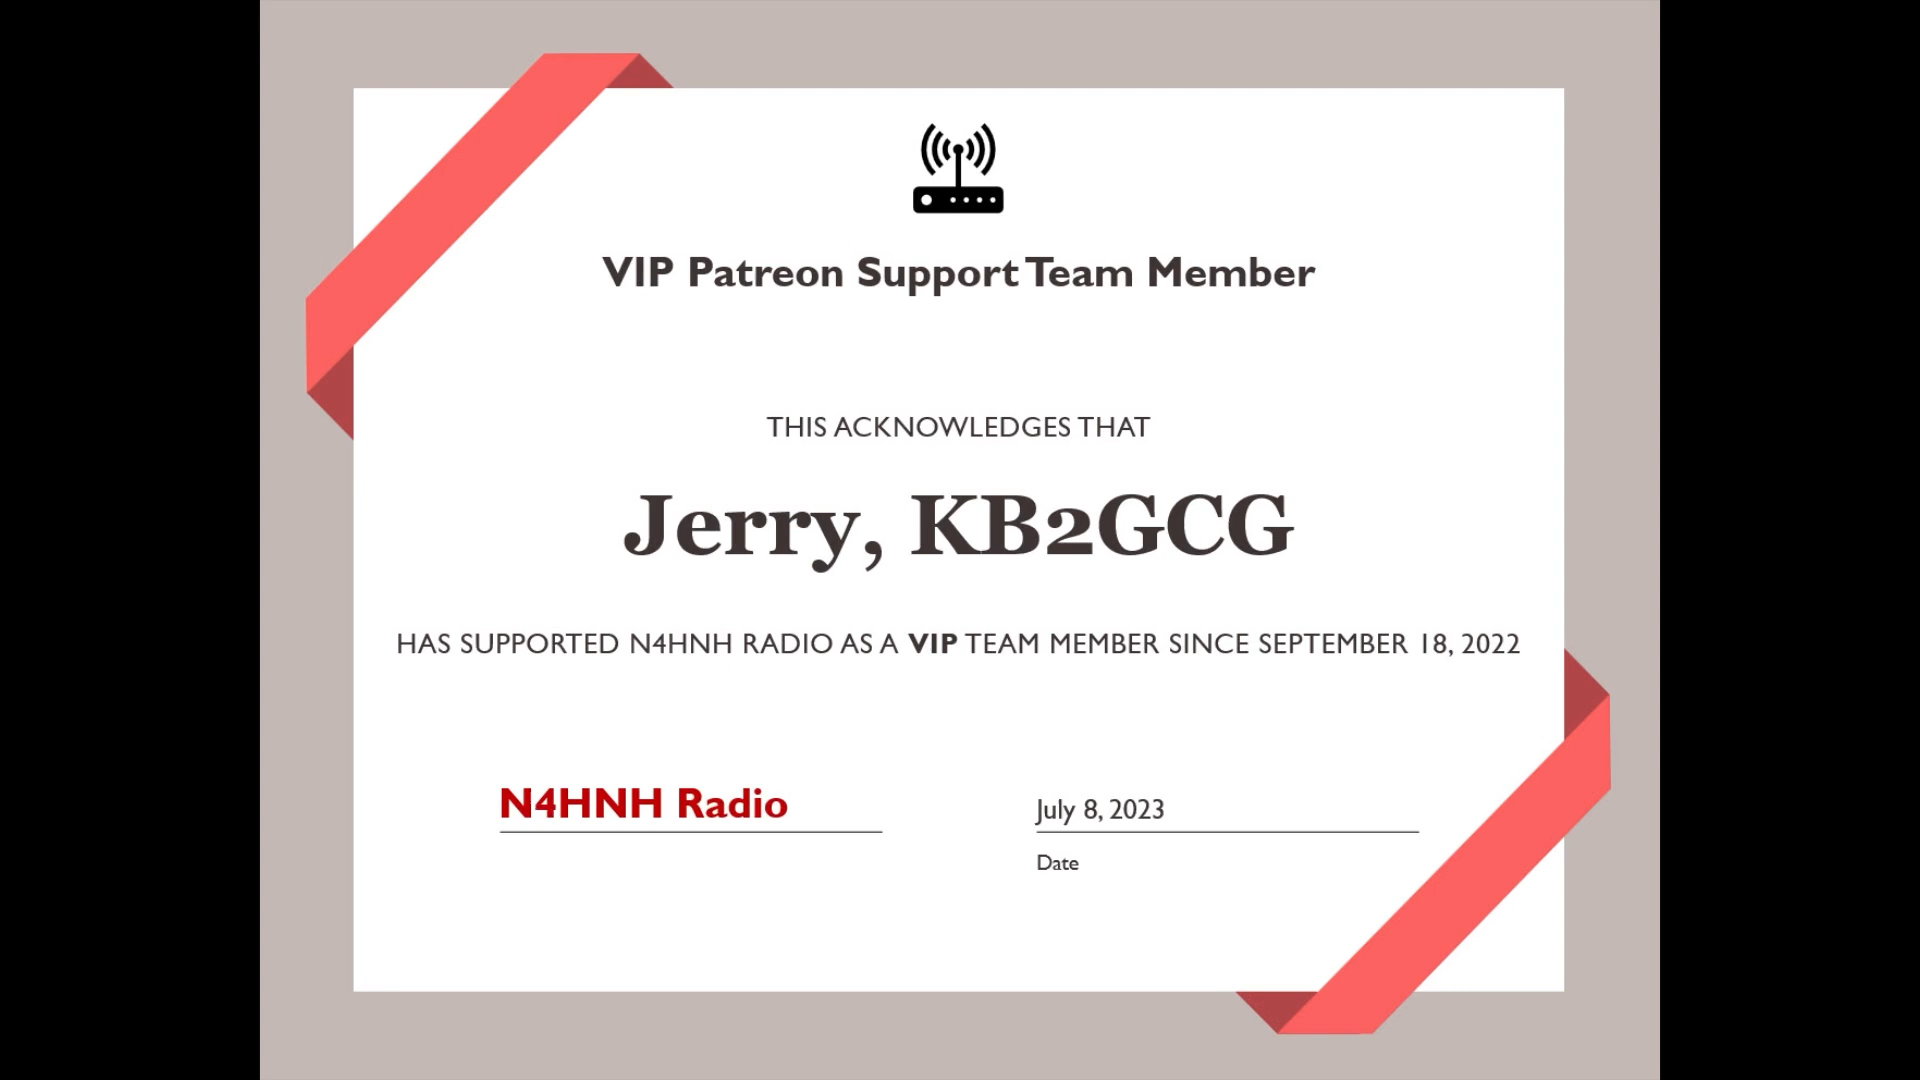 VIP Patreon Support Team Member
THIS ACKNOWLEDGES THAT
Jerry, KB2GCG
HAS SUPPORTED N4HNH RADIO AS A VIP TEAM MEMBER SINCE SEPTEMBER 18, 2022
N4HNH Radio
July 8, 2023
Date